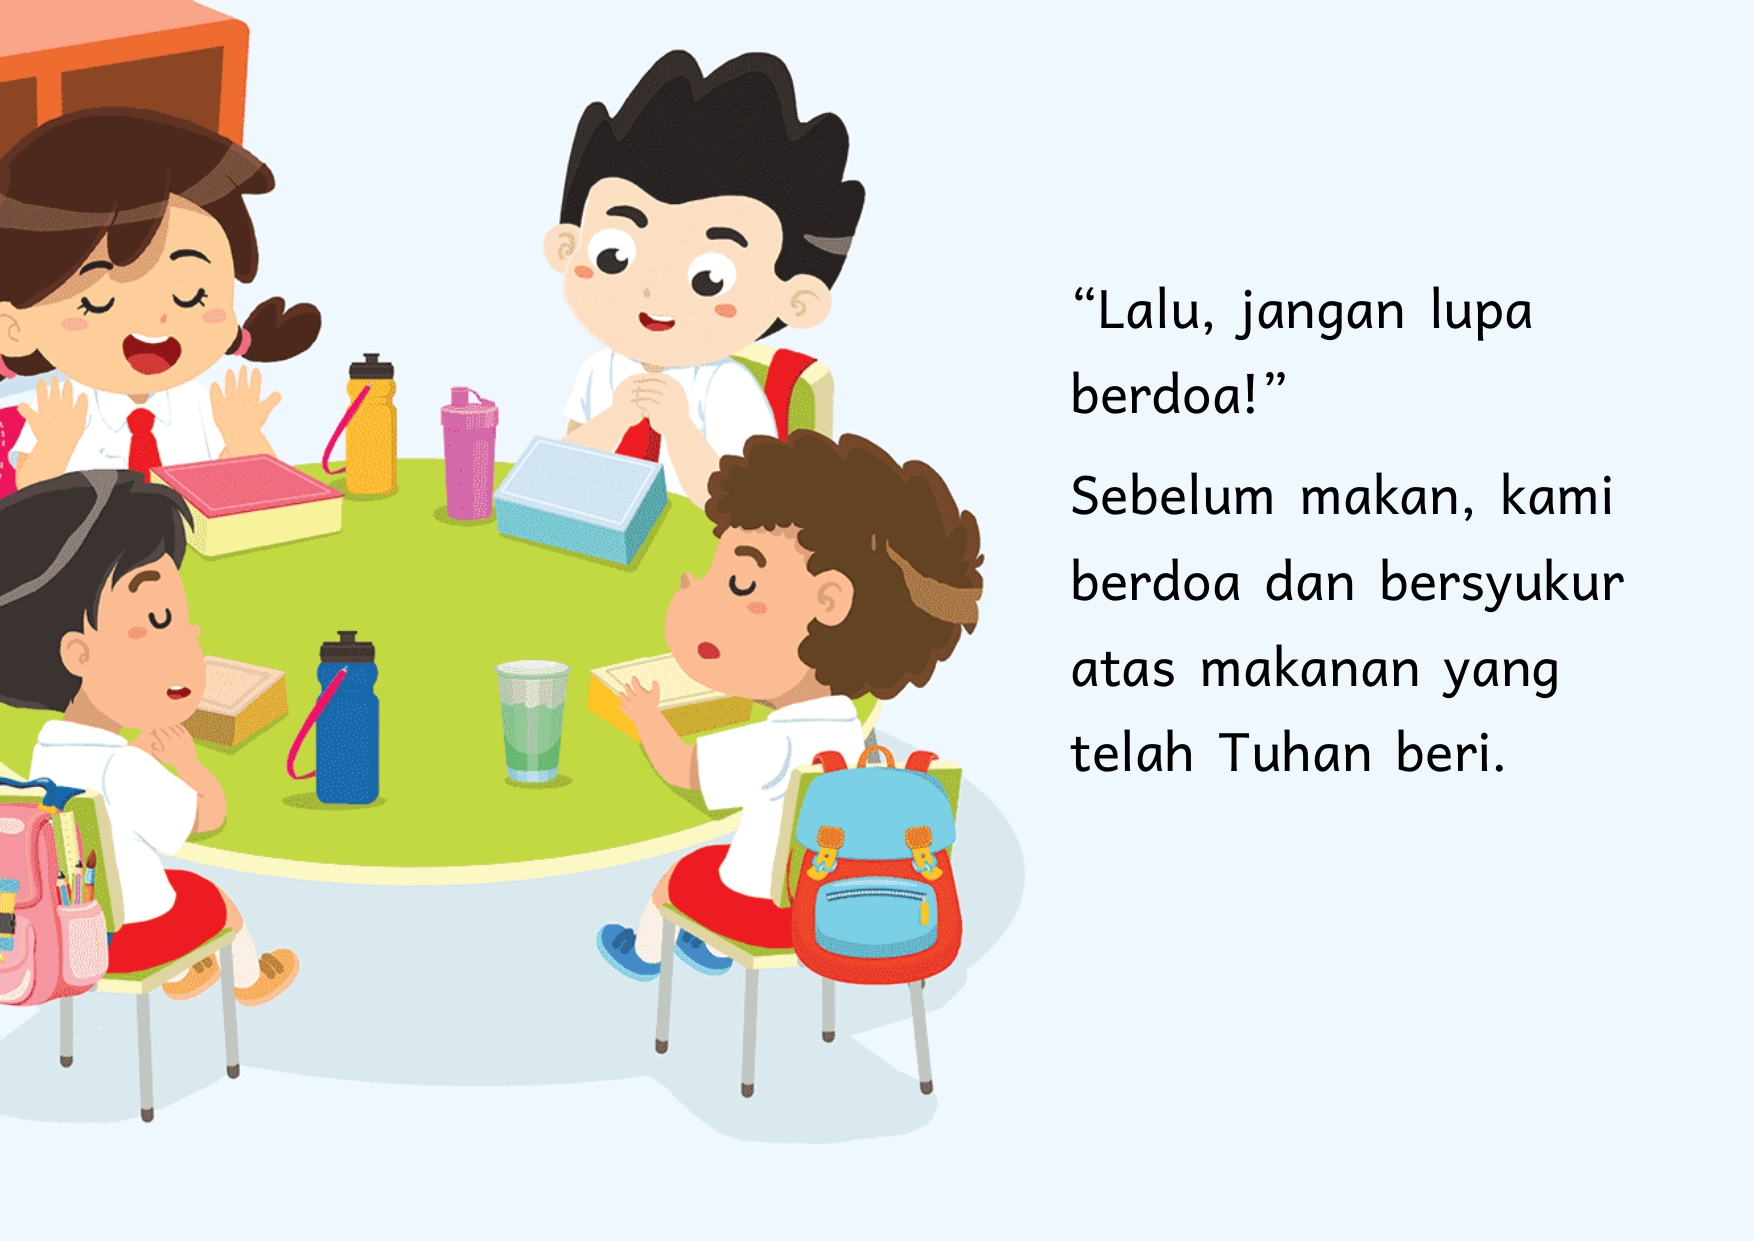 “Lalu, jangan lupa
berdoa!”
Sebelum makan, kami
berdoa dan bersyukur
atas makanan yang
telah Tuhan beri.